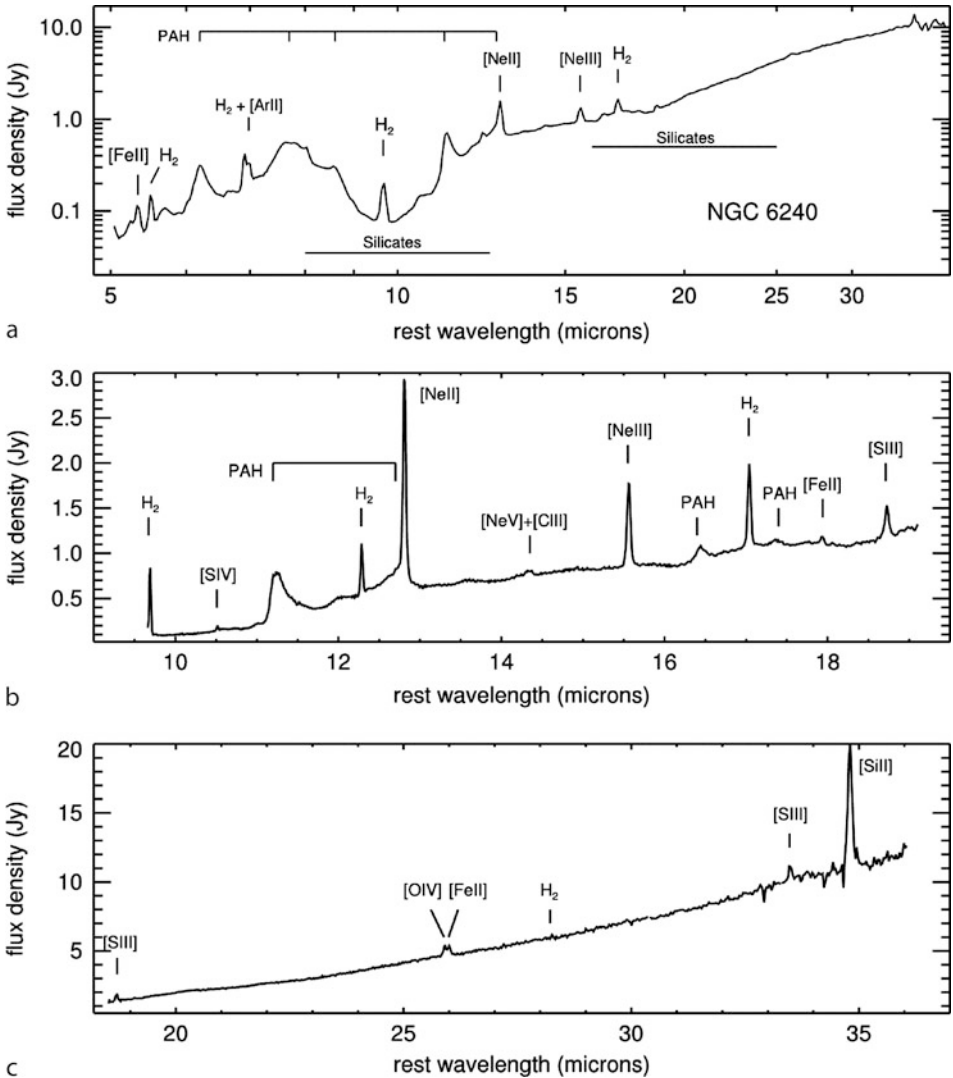 10.0
1.0
0.1
flux density (Jy)
PAH
[FeII]
H2
H2 + [ArII]
H2
[NeII]
[NeIII]
H2
Silicates
Silicates
NGC 6240
5 10 15 20 25 30
rest wavelength (microns)
a
3.0
2.5
2.0
1.5
1.0
0.5
flux density (Jy)
H2
[SIV]
PAH
H2
[NeII]
[NeV]+[ClII]
[NeIII]
PAH
H2
PAH
[FeII]
[SIII]
10 12 14 16 18
rest wavelength (microns)
b
20
15
10
5
flux density (Jy)
[SIII]
[OIV] [FeII]
H2
[SIII]
[SiII]
20 25 30 35
rest wavelength (microns)
c